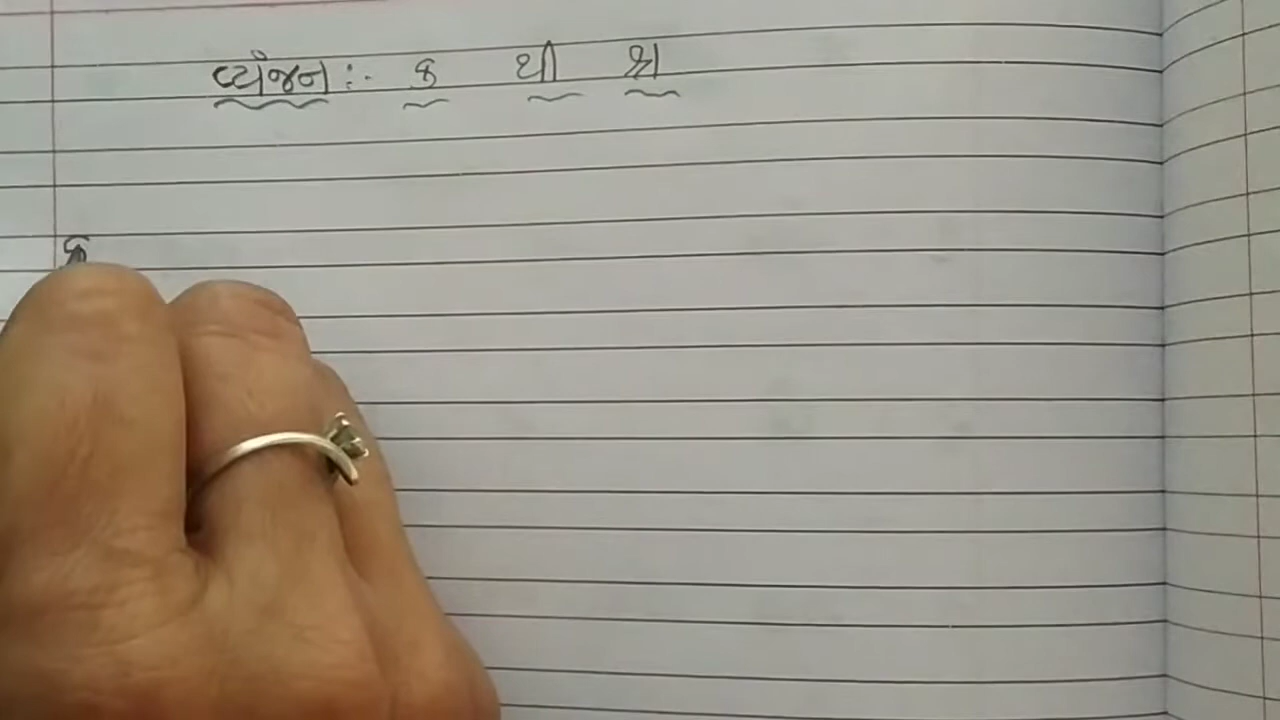 વ્યંજન :- ક થી શ્ર
ક